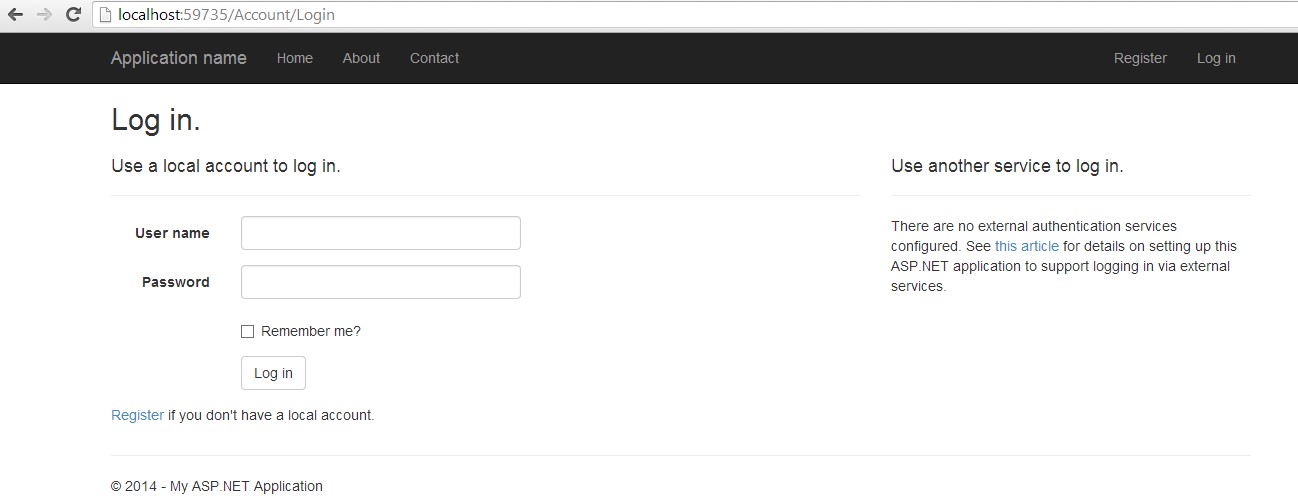 localhost:59735/Account/Login
Application name Home About Contact Register Log in
Log in.
Use a local account to log in.
User name
Password
Remember me?
Log in
Register if you don't have a local account.
Use another service to log in.
There are no external authentication services
configured. See this article for details on setting up this
ASP.NET application to support logging in via external
services.
© 2014 - My ASP.NET Application